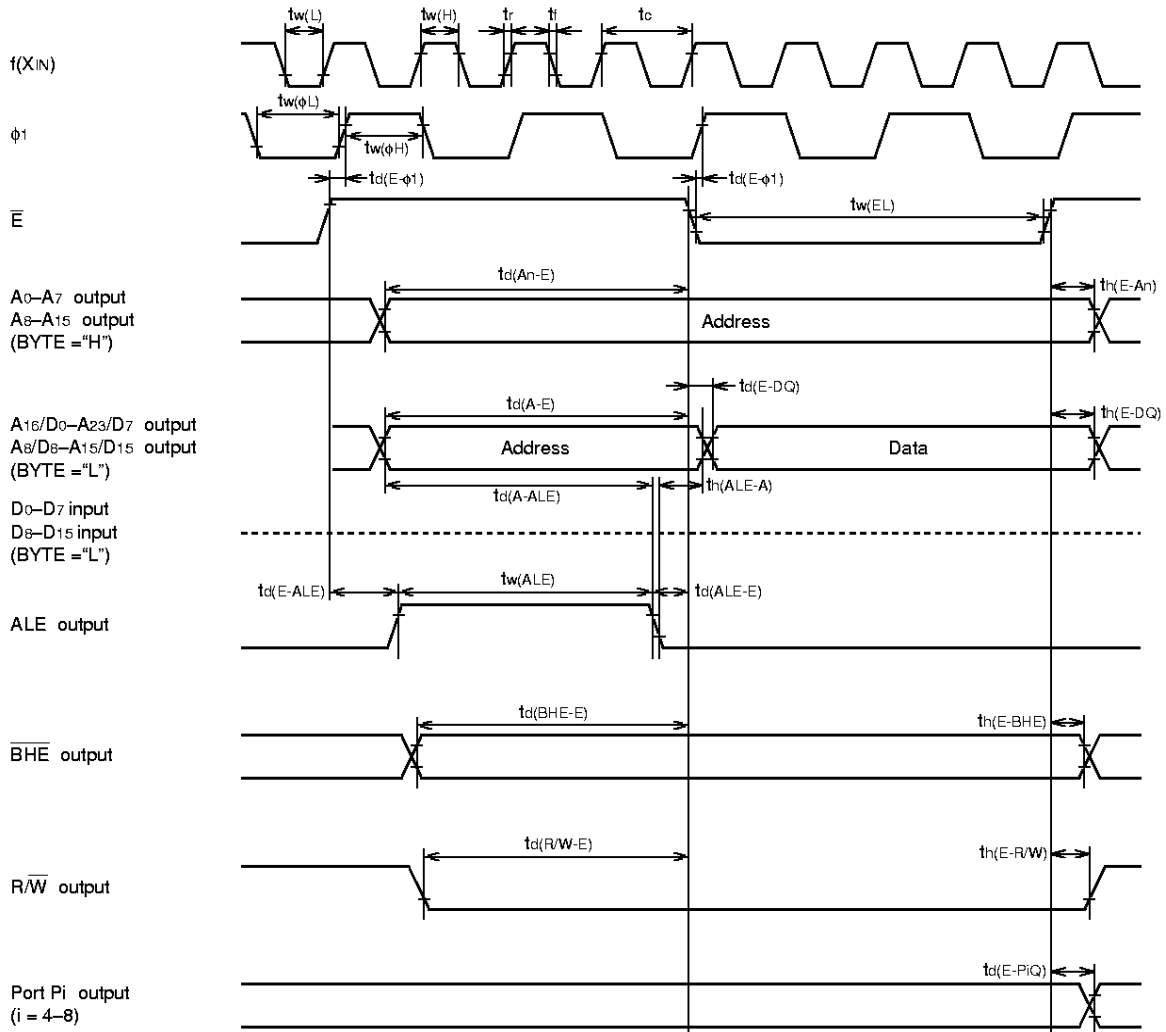 tw(L) tw(H) tr tf tc
f(XIN)
tw(ϕL)
ϕ1
tw(ϕH)
td(E-ϕ1) td(E-ϕ1)
E tw(EL)
td(An-E) th(E-An)
A0–A7 output
A8–A15 output Address
(BYTE =“H”)
td(E-DQ)
td(A-E) th(E-DQ)
A16/D0–A23/D7 output
A8/D8–A15/D15 output Address Data
(BYTE =“L”)
td(A-ALE) th(ALE-A)
D0–D7 input
D8–D15 input
(BYTE =“L”)
td(E-ALE) tw(ALE) td(ALE-E)
ALE output
td(BHE-E) th(E-BHE)
BHE output
td(R/W-E) th(E-R/W)
R/W output
td(E-PiQ)
Port Pi output
(i = 4–8)